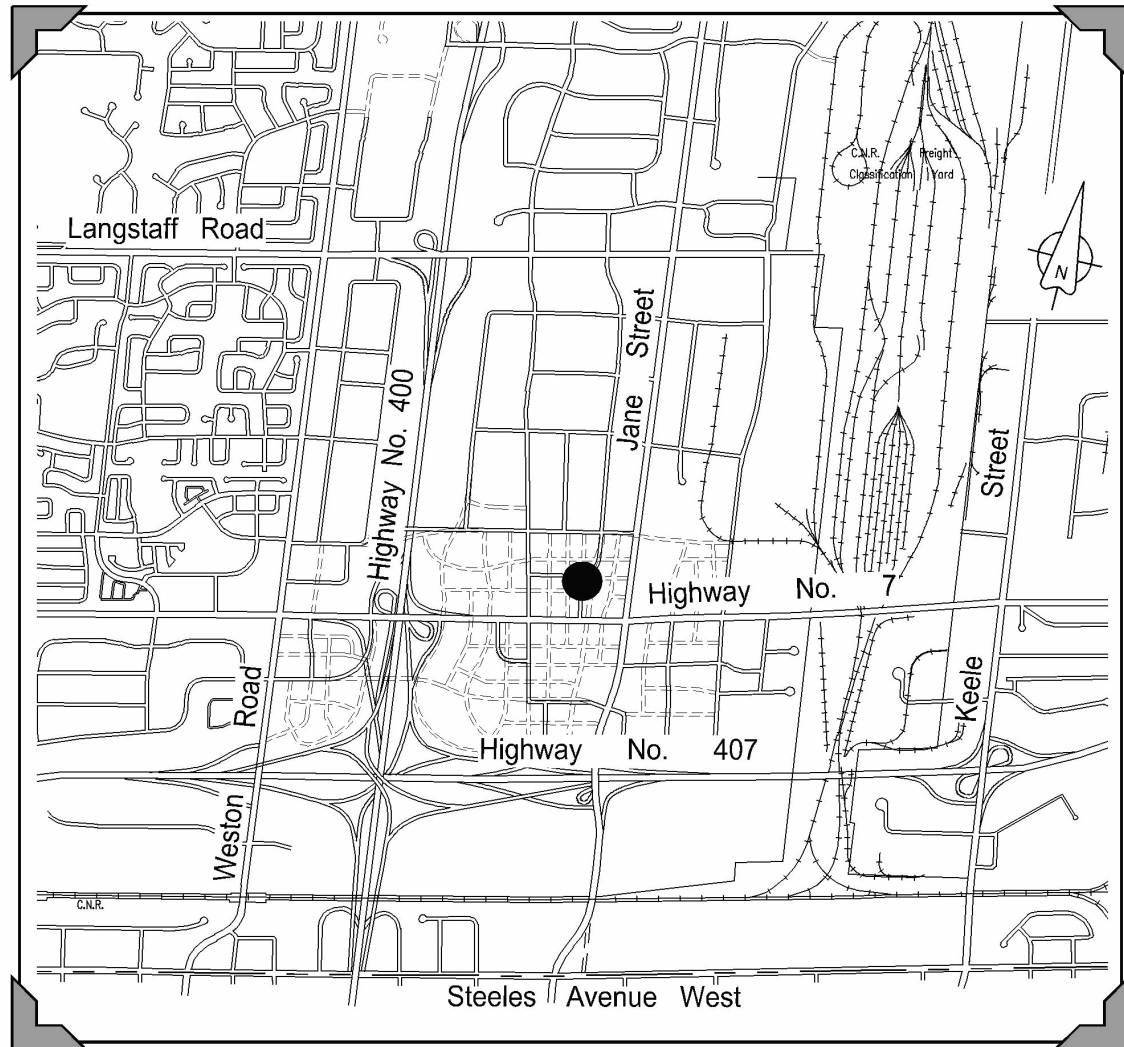 C.N.R. Freight
Classification Yard
Langstaff Road
N
Jane Street
Highway No. 400
Street
Highway No. 7
Keele
Road
Highway No. 407
Weston
C.N.R.
Steeles Avenue West